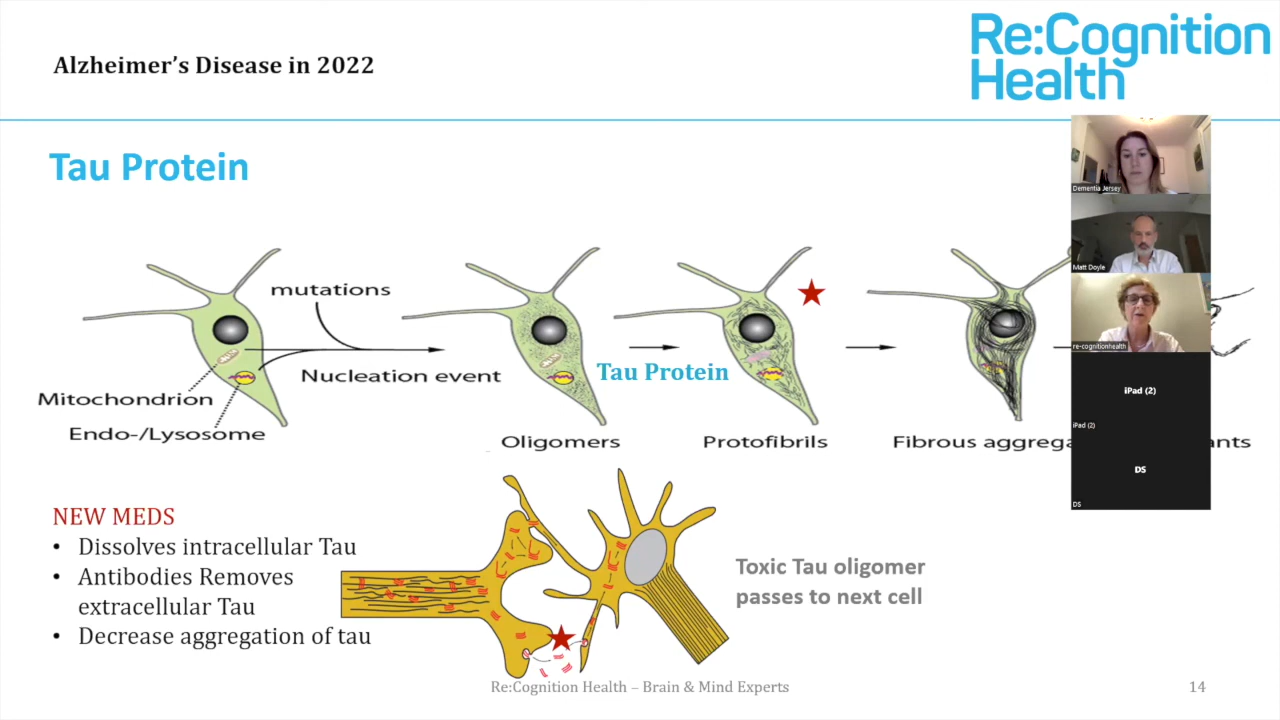 Alzheimer’s Disease in 2022
Re:Cognition
Health
Tau Protein
mutations
Nucleation event
Mitochondrion
Endo-/Lysosome
Tau Protein
Oligomers
Protofibrils
Fibrous aggrega
ants
Dementia Jersey
Matt Doyle
re-cognitionhealth
iPad (2)
iPad (2)
DS
DS
NEW MEDS
• Dissolves intracellular Tau
• Antibodies Removes
extracellular Tau
• Decrease aggregation of tau
Toxic Tau oligomer
passes to next cell
Re:Cognition Health – Brain & Mind Experts
14